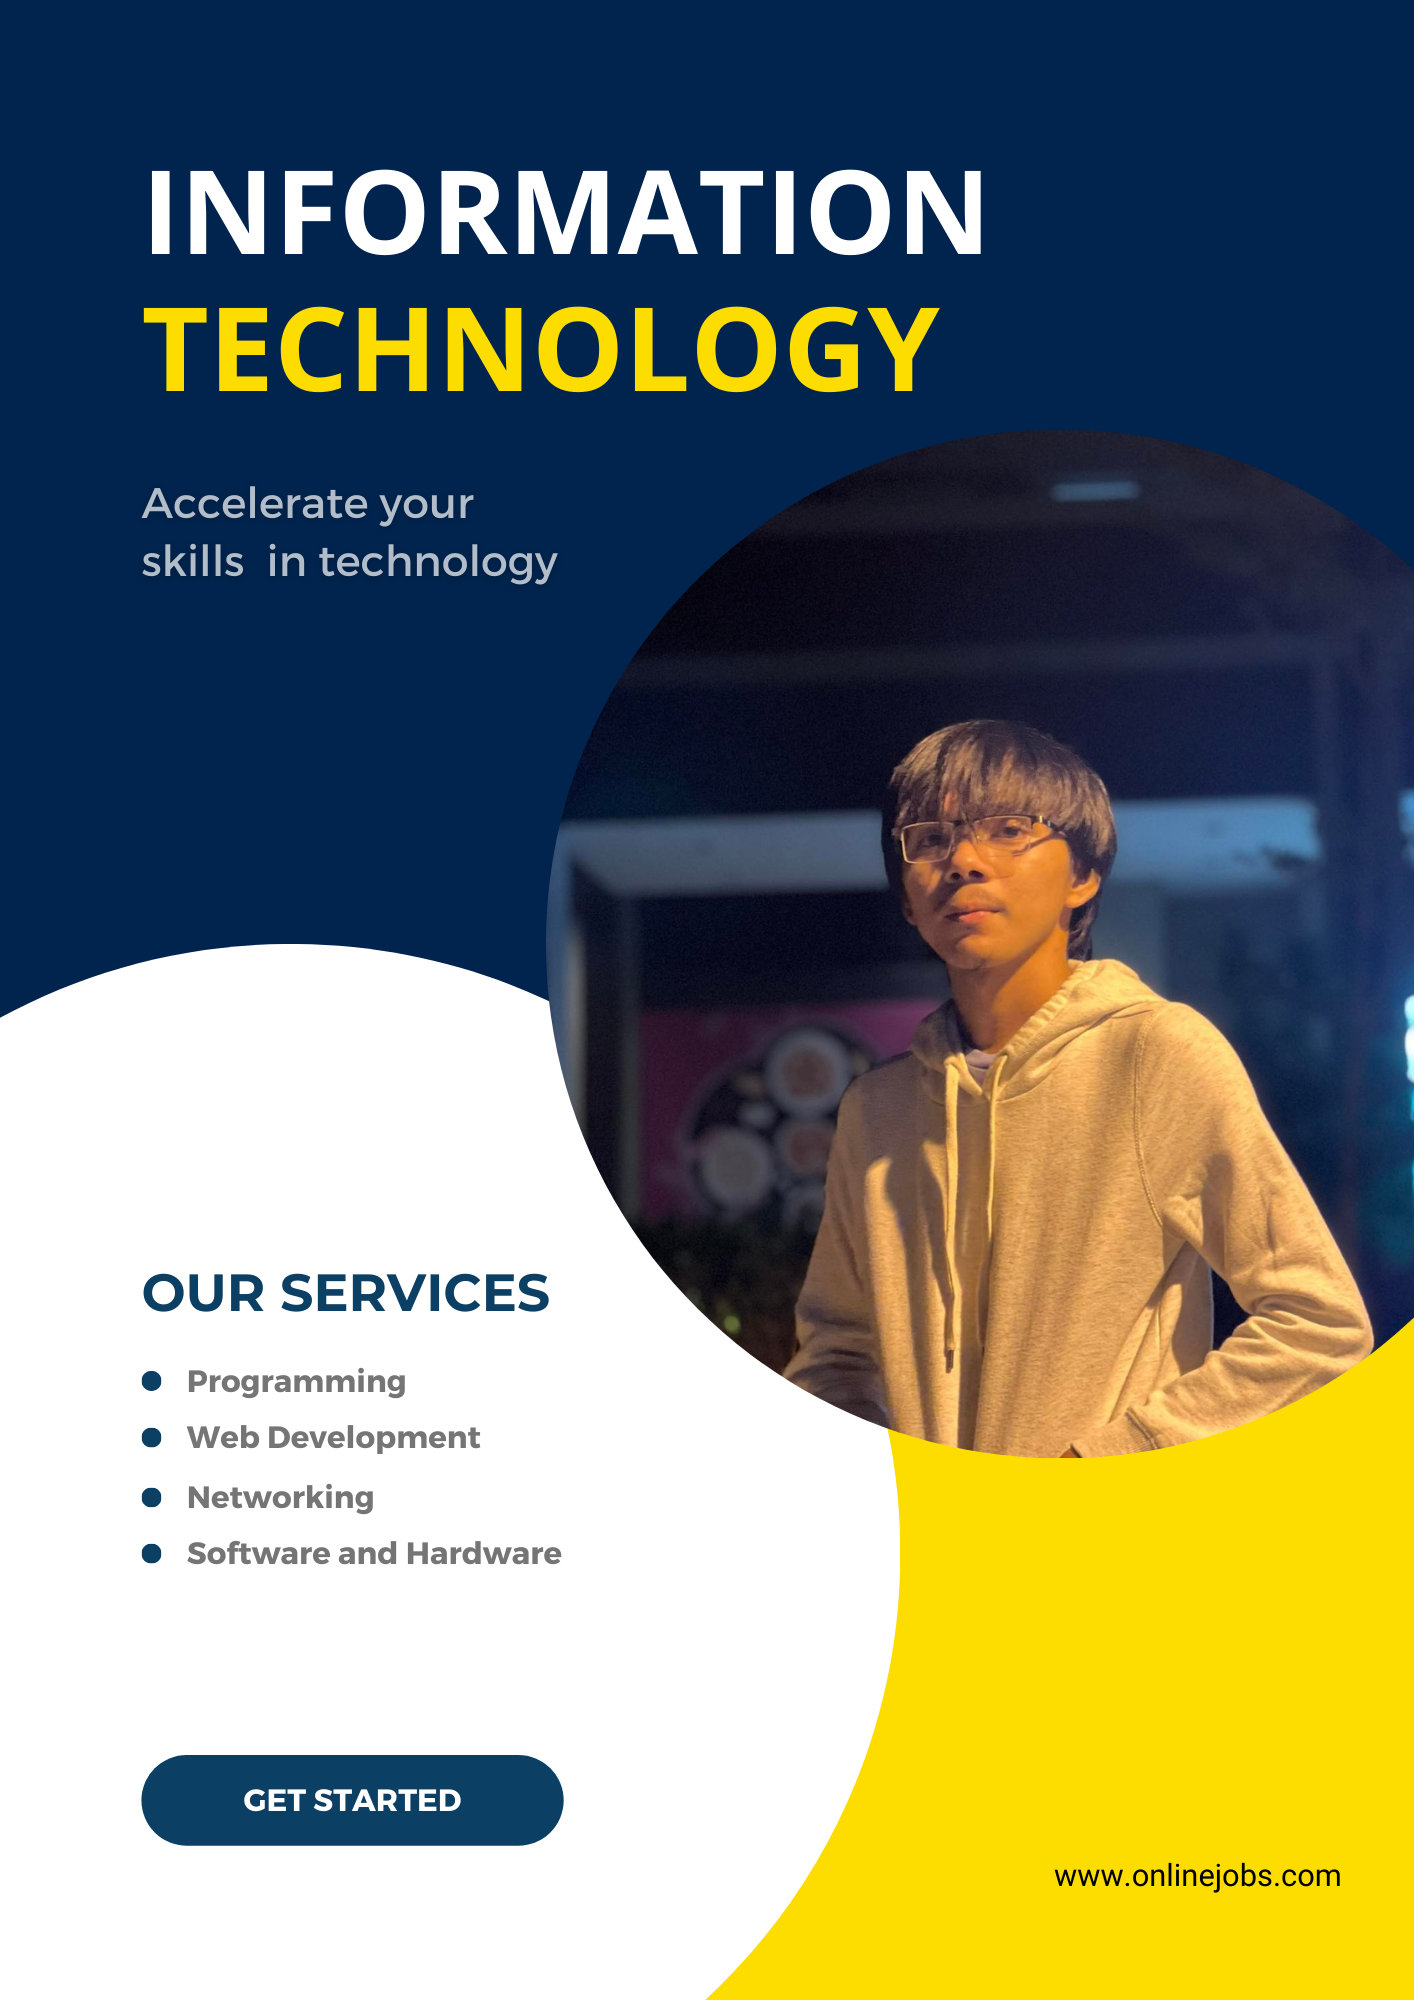 INFORMATION
TECHNOLOGY
Accelerate your
skills  in technology
OUR SERVICES
Programming
Web Development
Networking
Software and Hardware
GET STARTED
www.onlinejobs.com